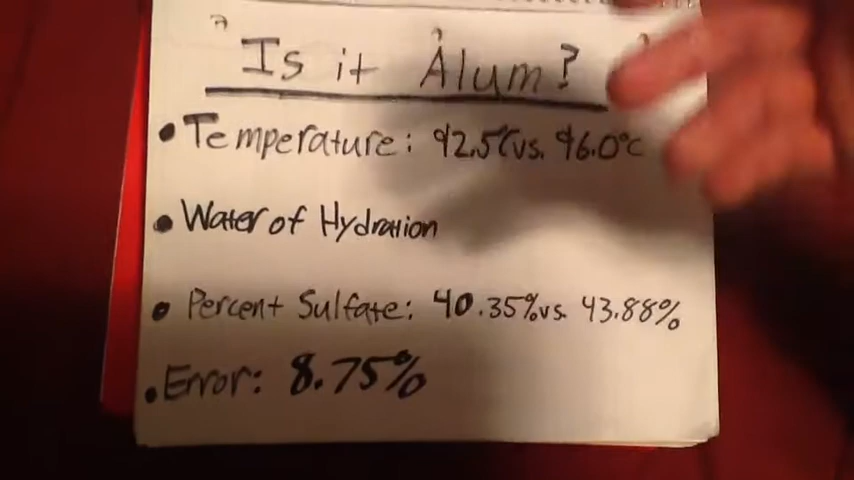 Is it Alum?
• Temperature: 92.5°C vs. 96.0°C
• Water of Hydration
• Percent Sulfate: 40.35% vs. 43.88%
• Error: 8.75%